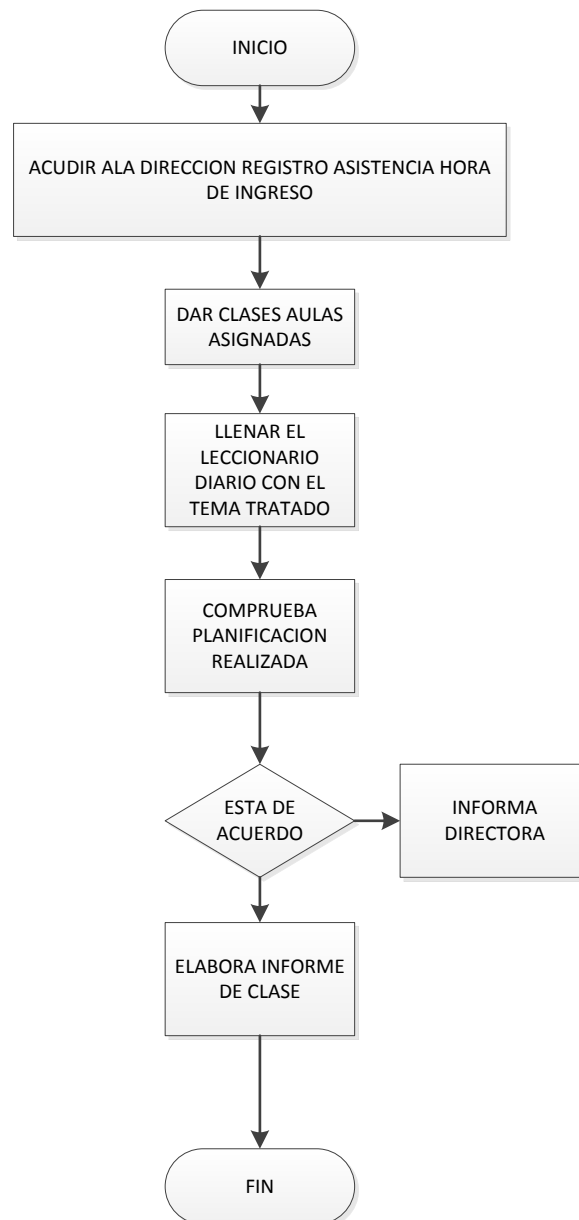 INICIO
ACUDIR ALA DIRECCION REGISTRO ASISTENCIA HORA
DE INGRESO
DAR CLASES AULAS
ASIGNADAS
LLENAR EL
LECCIONARIO
DIARIO CON EL
TEMA TRATADO
COMPRUEBA
PLANIFICACION
REALIZADA
ESTA DE
ACUERDO
INFORMA
DIRECTORA
ELABORA INFORME
DE CLASE
FIN